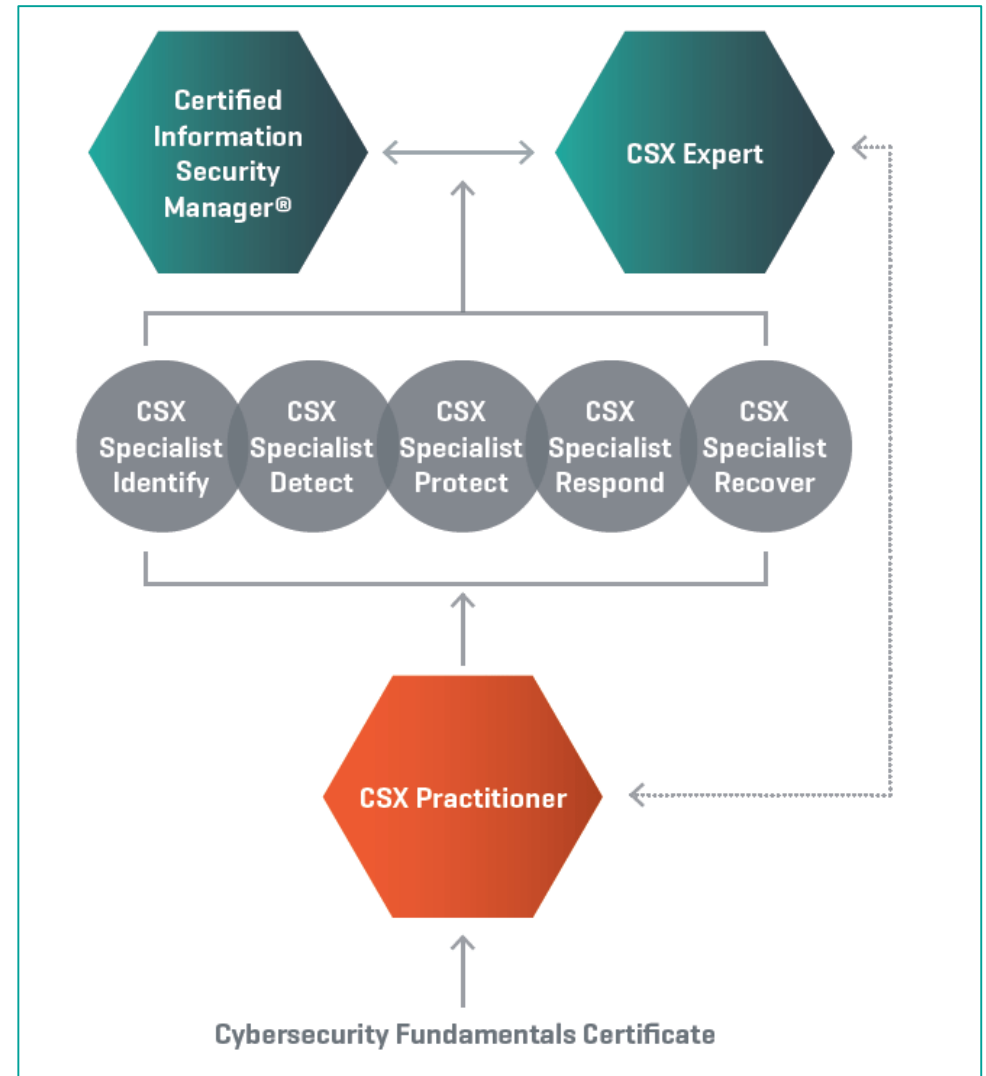 Certified
Information
Security
Manager®
CSX Expert
CSX
Specialist
Identify
CSX
Specialist
Detect
CSX
Specialist
Protect
CSX
Specialist
Respond
CSX
Specialist
Recover
CSX Practitioner
Cybersecurity Fundamentals Certificate